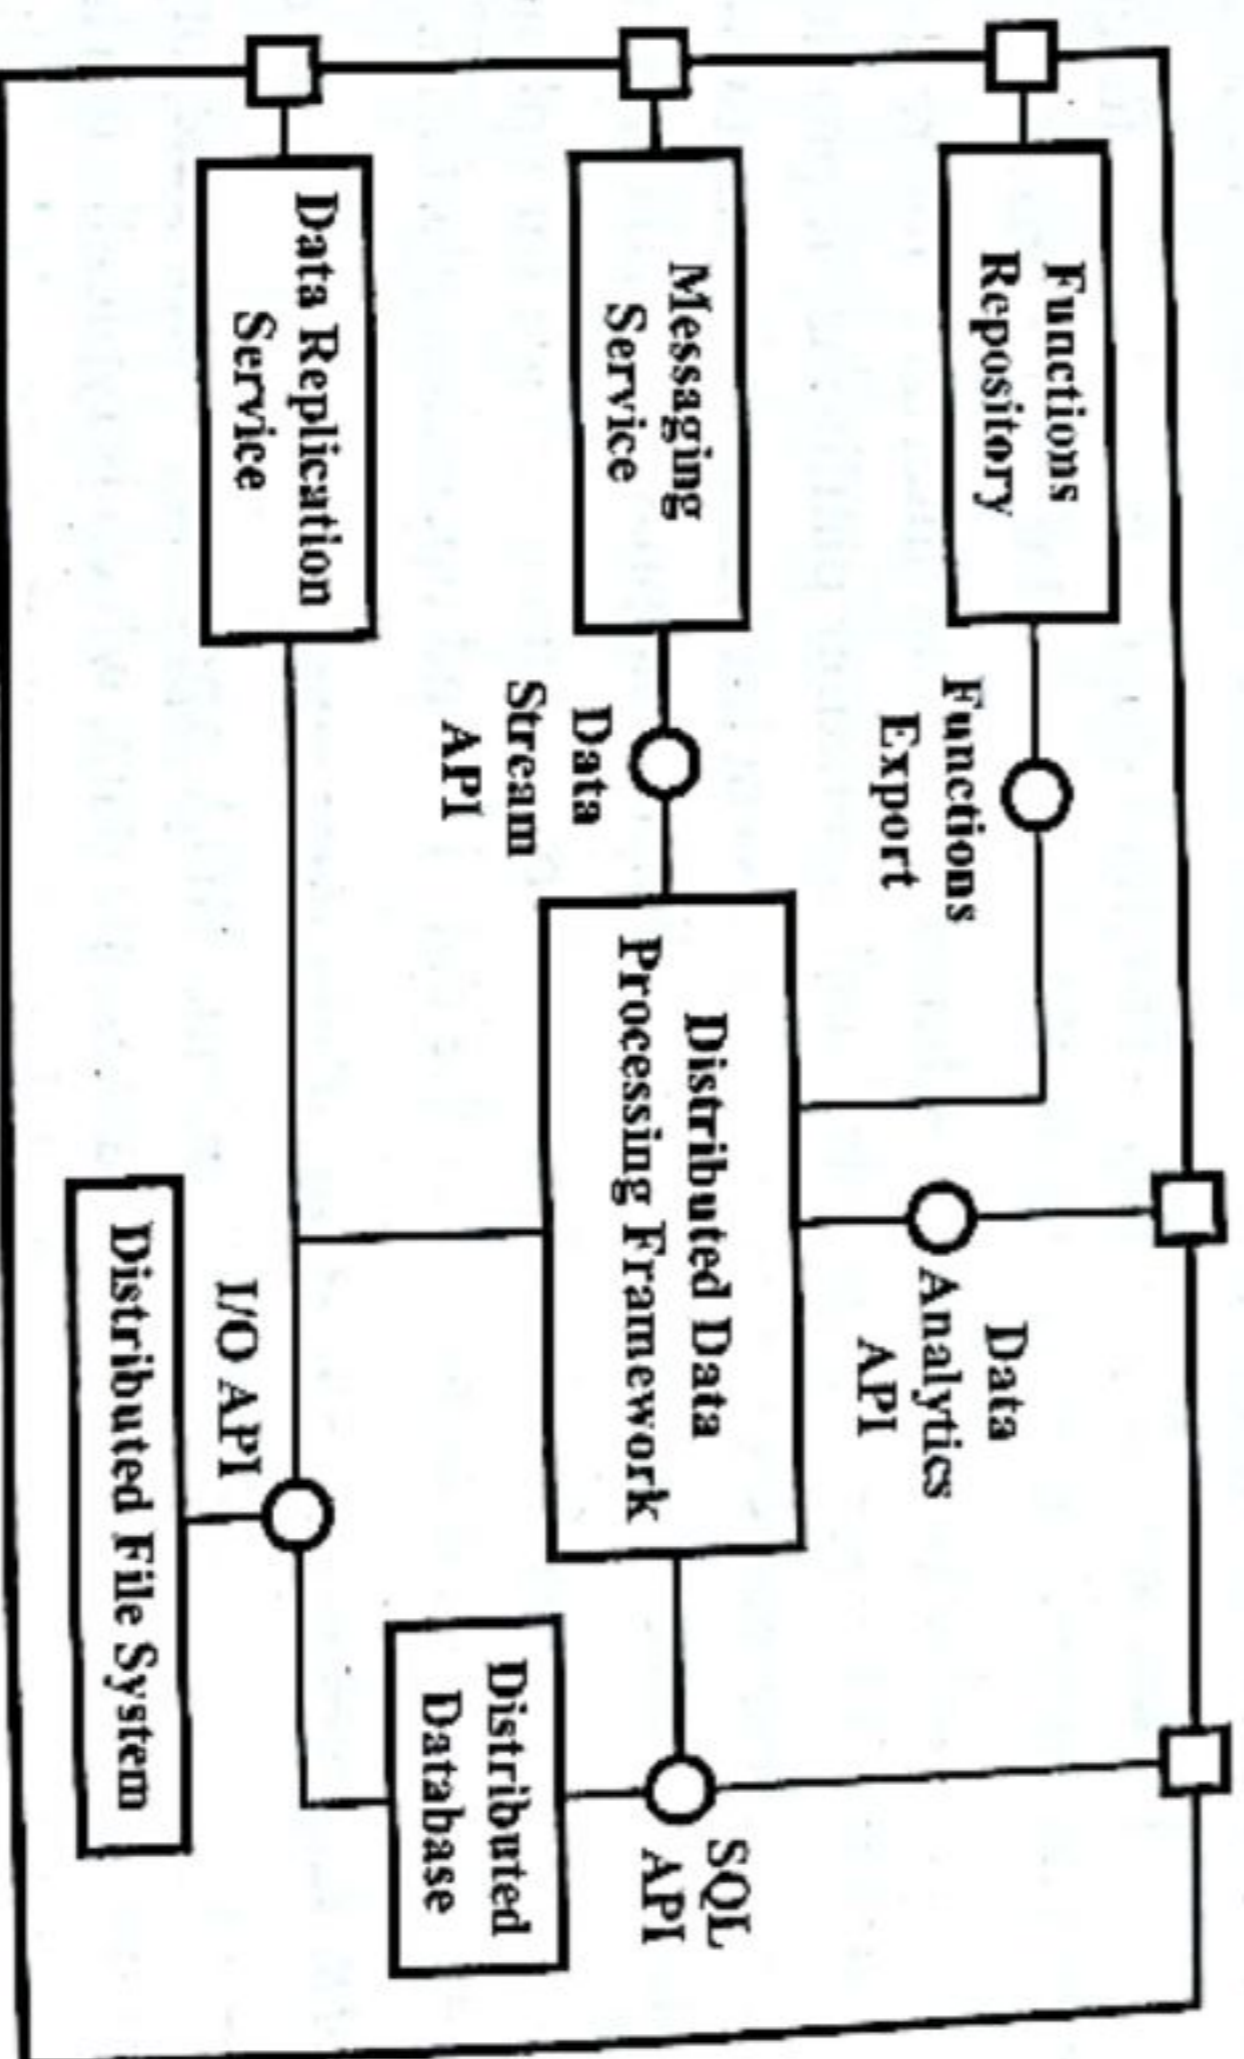 Functions
Repository
Functions
Export
Data
Analytics
API
Messaging
Service
Data
Stream
API
Distributed Data
Processing Framework
SQL
API
Data Replication
Service
Distributed
Database
I/O API
Distributed File System